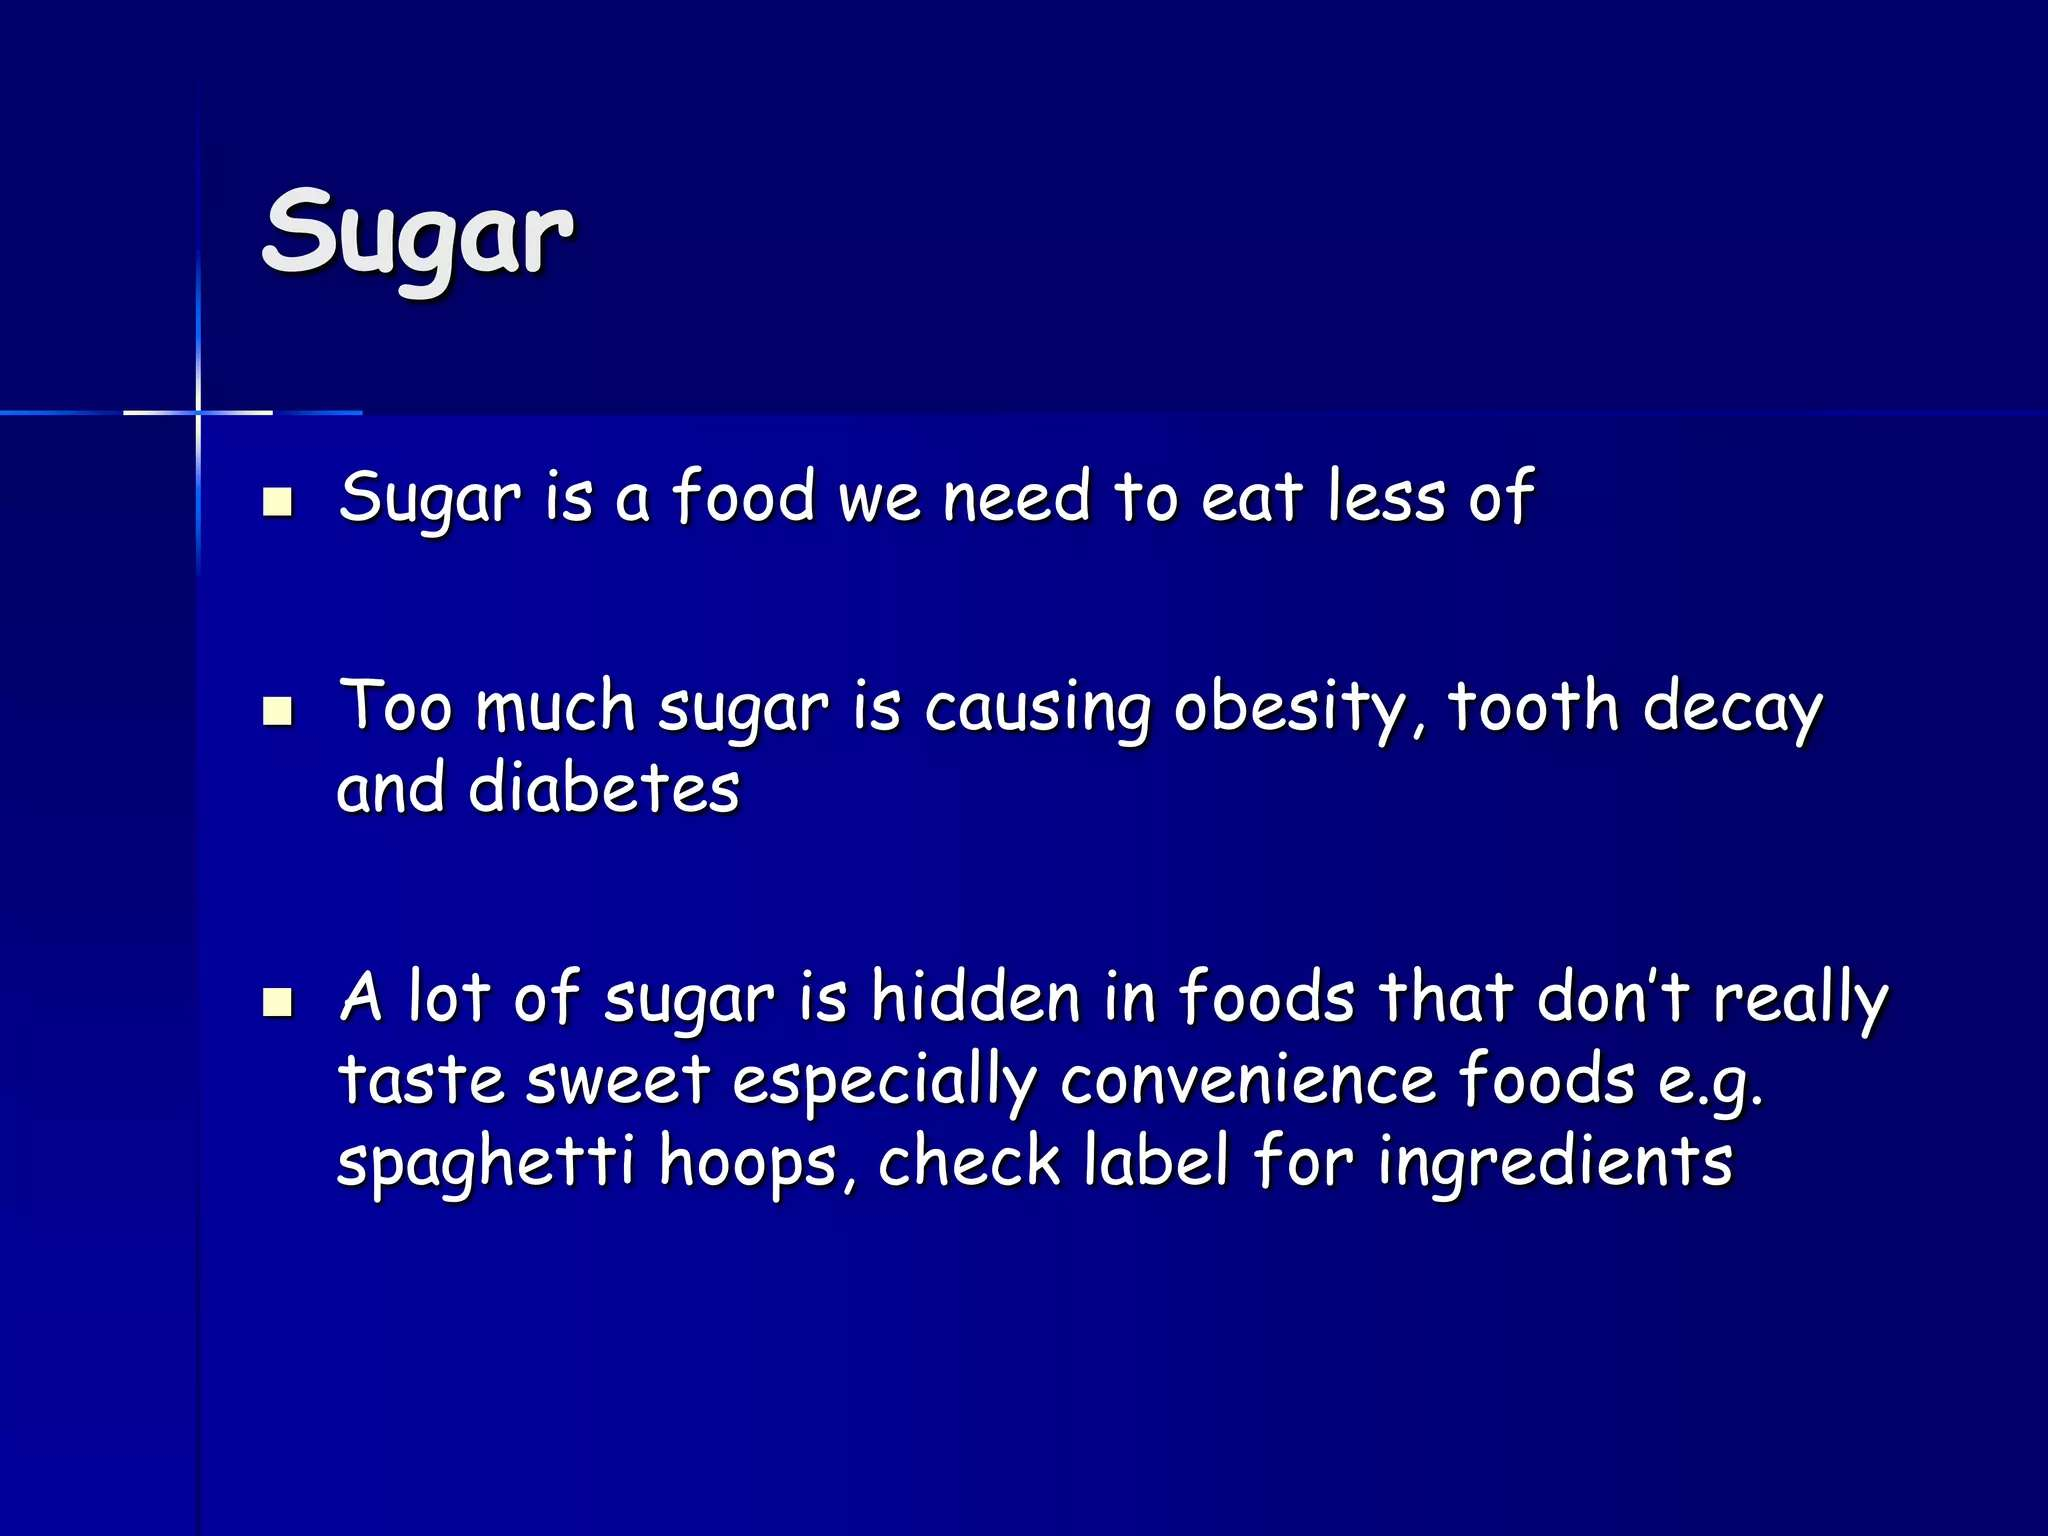 Sugar
Sugar is a food we need to eat less of
Too much sugar is causing obesity, tooth decay
and diabetes
A lot of sugar is hidden in foods that don’t really
taste sweet especially convenience foods e.g.
spaghetti hoops, check label for ingredients